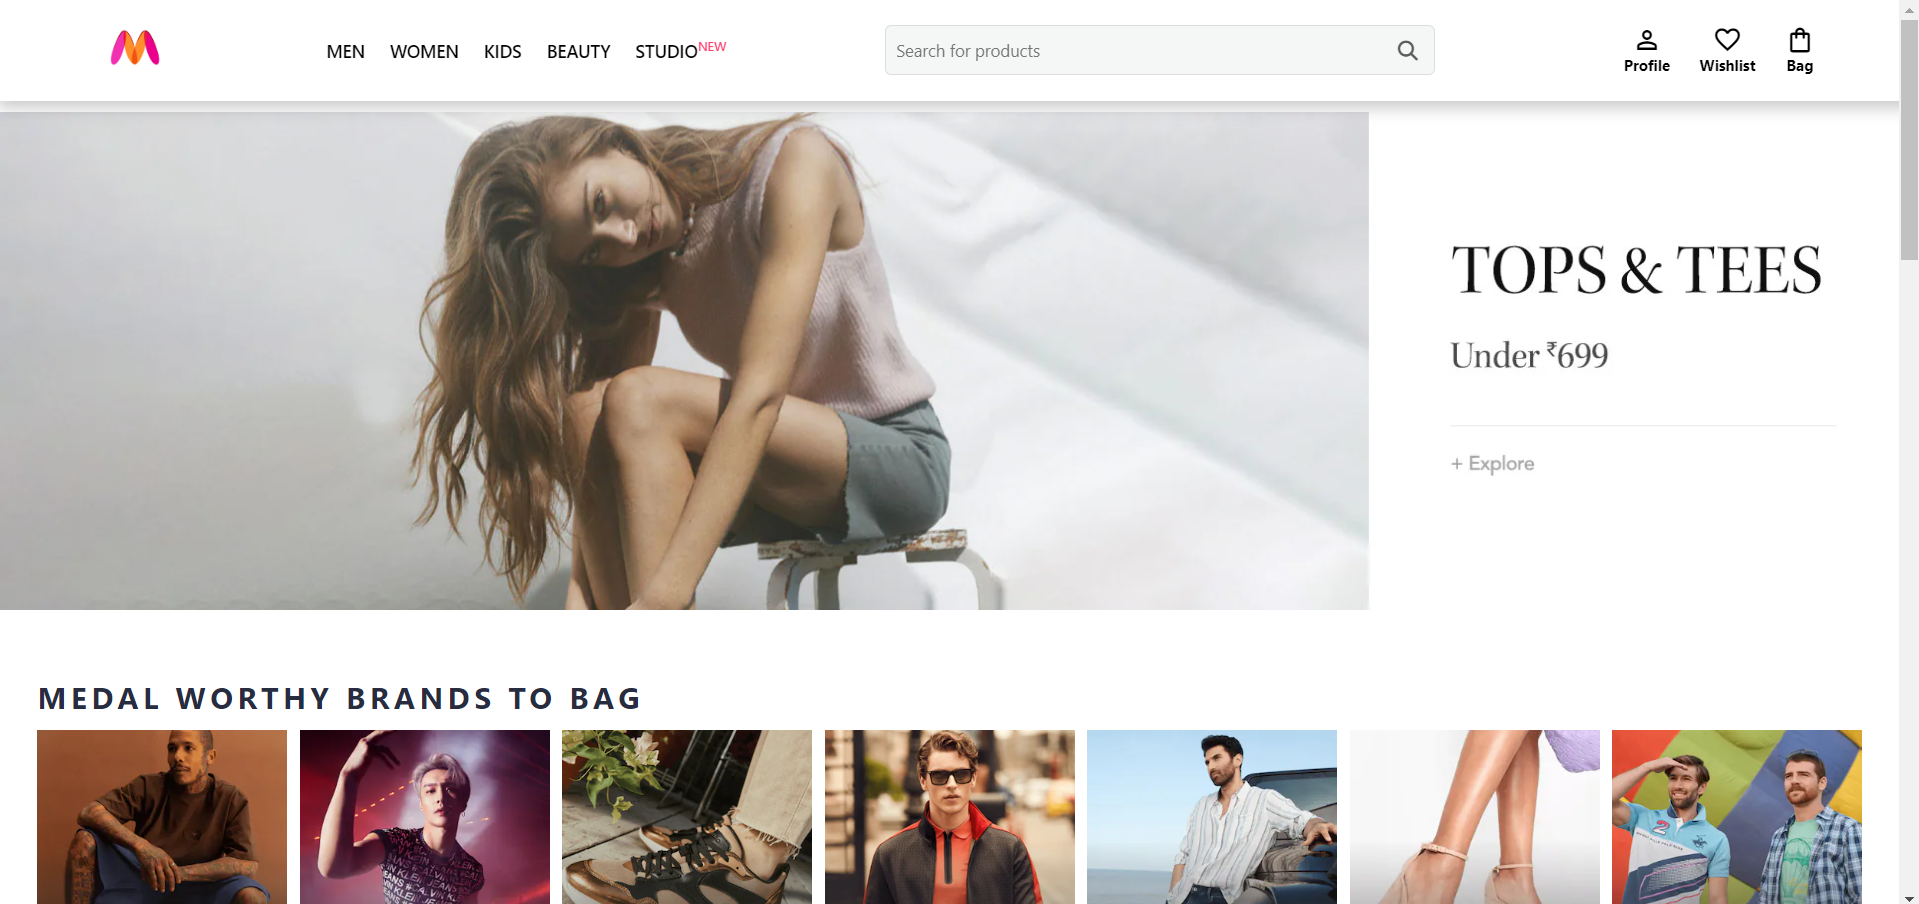 MEN WOMEN KIDS BEAUTY STUDIO NEW
Search for products
Profile Wishlist Bag
TOPS & TEES
Under ₹699
+ Explore
MEDAL WORTHY BRANDS TO BAG